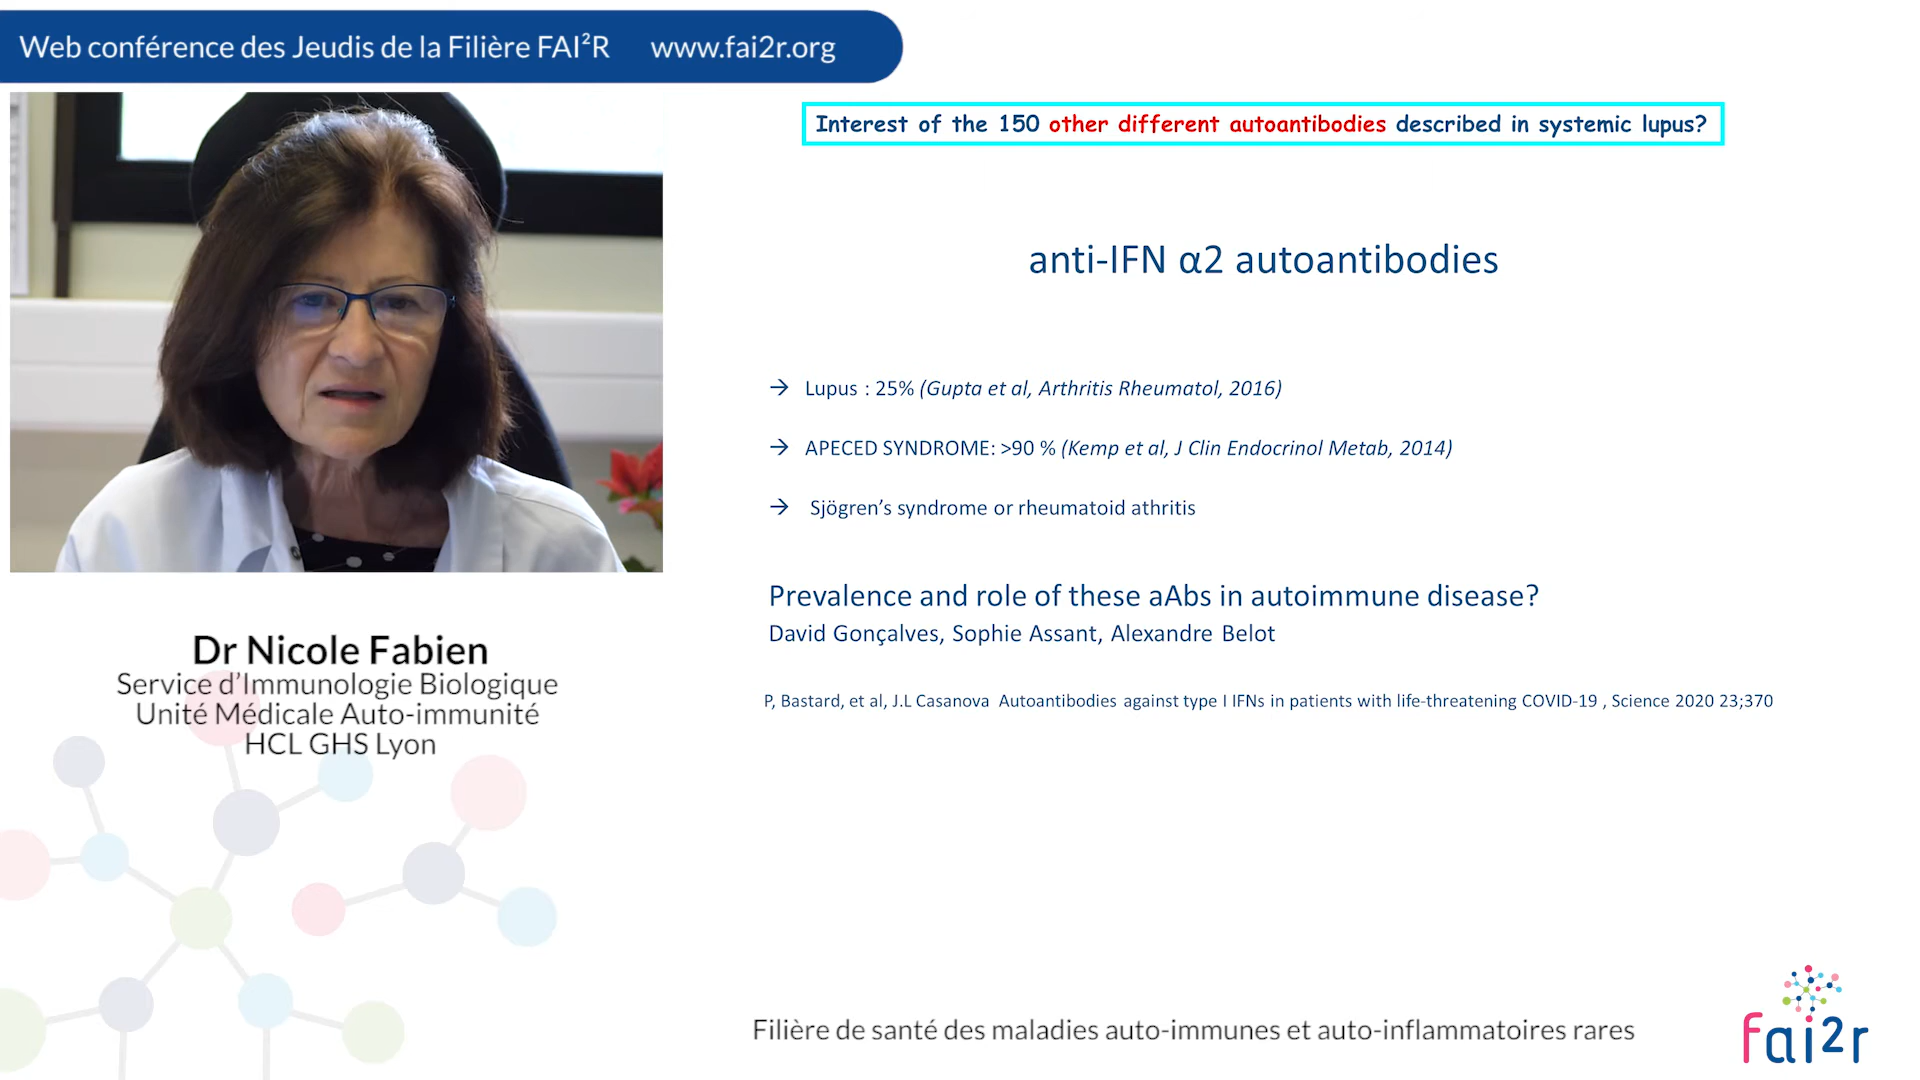 Web conférence des Jeudis de la Filière FAI²R www.fai2r.org
Interest of the 150 other different autoantibodies described in systemic lupus?
anti-IFN α2 autoantibodies
→ Lupus : 25% (Gupta et al, Arthritis Rheumatol, 2016)
→ APECED SYNDROME: >90 % (Kemp et al, J Clin Endocrinol Metab, 2014)
→ Sjögren’s syndrome or rheumatoid athritis
Prevalence and role of these aAbs in autoimmune disease?
David Gonçalves, Sophie Assant, Alexandre Belot
P, Bastard, et al, J.L Casanova Autoantibodies against type I IFNs in patients with life-threatening COVID-19 , Science 2020 23;370
Dr Nicole Fabien
Service d’Immunologie Biologique
Unité Médicale Auto-immunité
HCL GHS Lyon
Filière de santé des maladies auto-immunes et auto-inflammatoires rares
fai2r